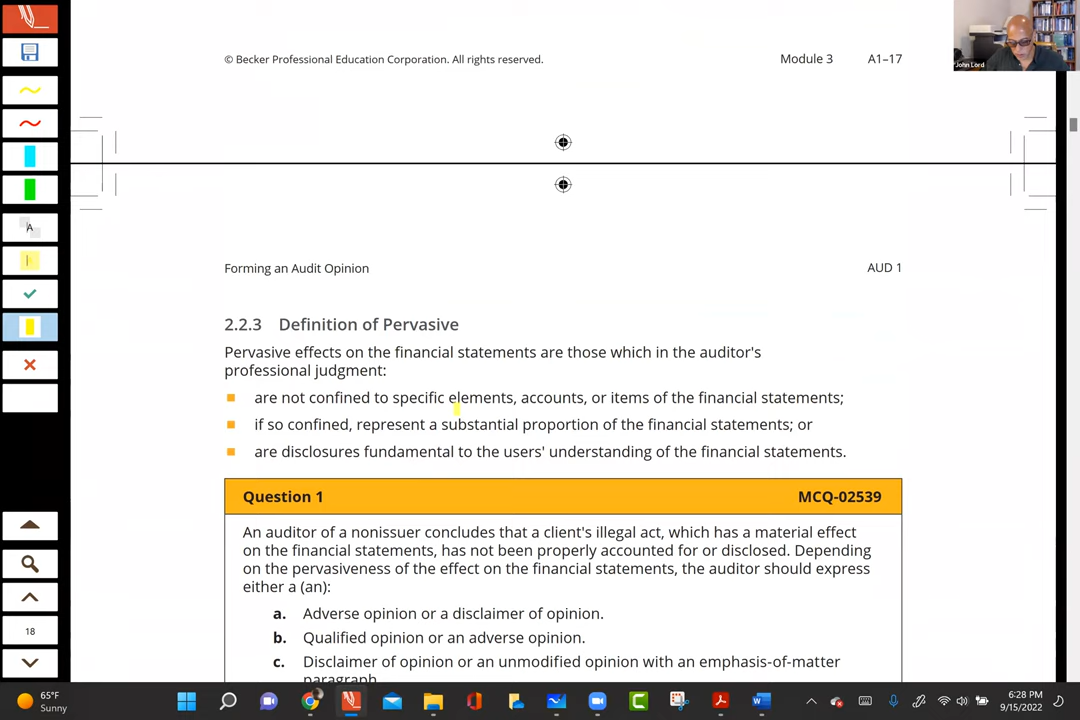 © Becker Professional Education Corporation. All rights reserved. Module 3 A1–17
John Lord
Forming an Audit Opinion AUD 1
2.2.3 Definition of Pervasive
Pervasive effects on the financial statements are those which in the auditor's
professional judgment:
are not confined to specific elements, accounts, or items of the financial statements;
if so confined, represent a substantial proportion of the financial statements; or
are disclosures fundamental to the users' understanding of the financial statements.
Question 1 MCQ-02539
An auditor of a nonissuer concludes that a client's illegal act, which has a material effect
on the financial statements, has not been properly accounted for or disclosed. Depending
on the pervasiveness of the effect on the financial statements, the auditor should express
either a (an):
a. Adverse opinion or a disclaimer of opinion.
b. Qualified opinion or an adverse opinion.
c. Disclaimer of opinion or an unmodified opinion with an emphasis-of-matter
paragraph.
A
18
65°F
Sunny
6:28 PM
9/15/2022